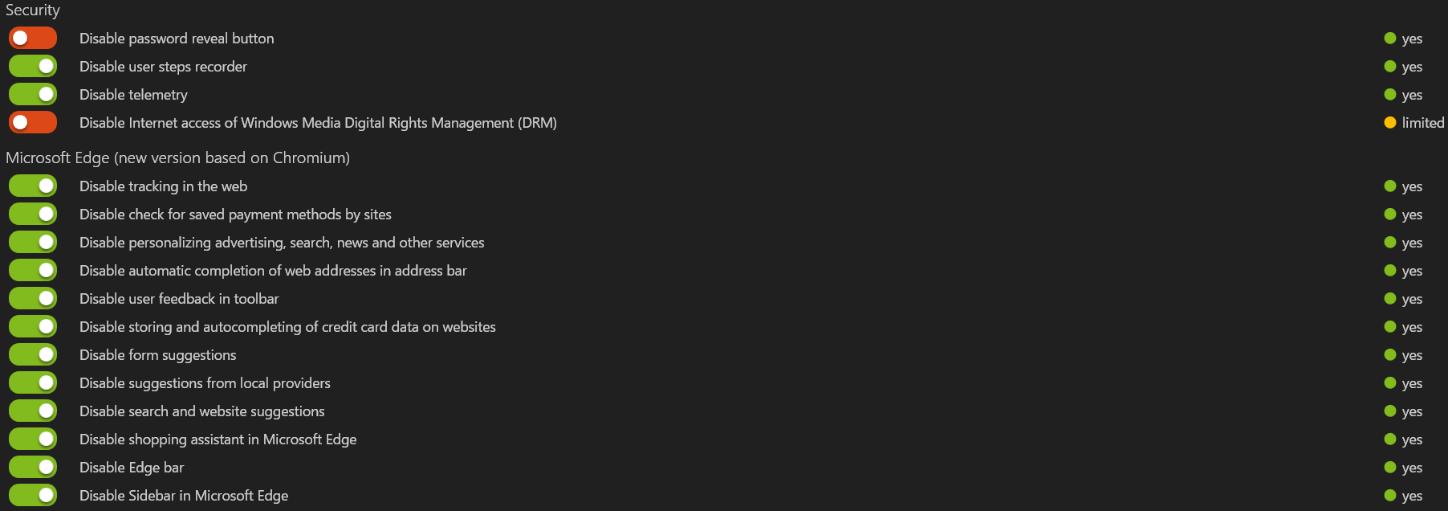 Security
Disable password reveal button yes
Disable user steps recorder yes
Disable telemetry yes
Disable Internet access of Windows Media Digital Rights Management (DRM) limited
Microsoft Edge (new version based on Chromium)
Disable tracking in the web yes
Disable check for saved payment methods by sites yes
Disable personalizing advertising, search, news and other services yes
Disable automatic completion of web addresses in address bar yes
Disable user feedback in toolbar yes
Disable storing and autocompleting of credit card data on websites yes
Disable form suggestions yes
Disable suggestions from local providers yes
Disable search and website suggestions yes
Disable shopping assistant in Microsoft Edge yes
Disable Edge bar yes
Disable Sidebar in Microsoft Edge yes